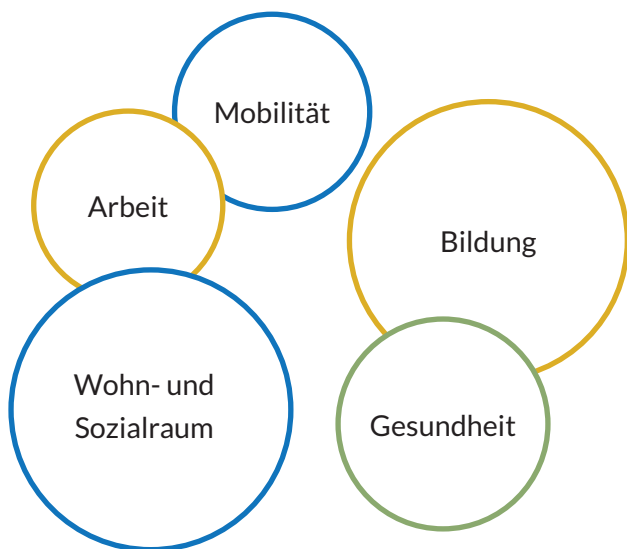 Mobilität
Arbeit
Bildung
Wohn- und
Sozialraum
Gesundheit